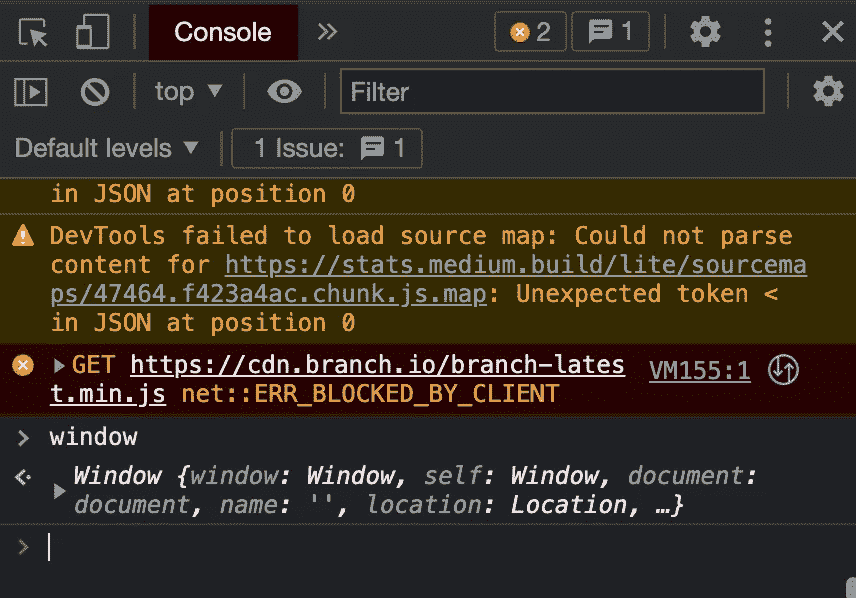 Console
2
1
top
Filter
Default levels
1 Issue:
1
in JSON at position 0
DevTools failed to load source map: Could not parse
content for https://stats.medium.build/lite/sourcema
ps/47464.f423a4ac.chunk.js.map: Unexpected token <
in JSON at position 0
GET https://cdn.branch.io/branch-lates
VM155:1
t.min.js net::ERR_BLOCKED_BY_CLIENT
window
Window {window: Window, self: Window, document:
document, name: '', location: Location, …}